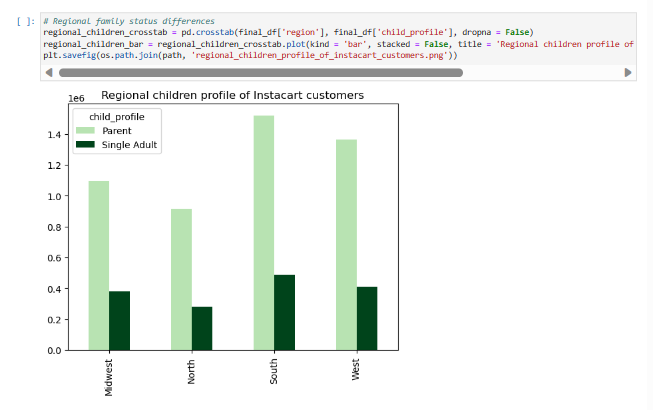 [ ]: # Regional family status differences
regional_children_crosstab = pd.crosstab(final_df['region'], final_df['child_profile'], dropna = False)
regional_children_bar = regional_children_crosstab.plot(kind = 'bar', stacked = False, title = 'Regional children profile of
plt.savefig(os.path.join(path, 'regional_children_profile_of_instacart_customers.png'))
1e6 Regional children profile of Instacart customers
child_profile
Parent
Single Adult
1.4
1.2
1.0
0.8
0.6
0.4
0.2
0.0
Midwest
North
South
West